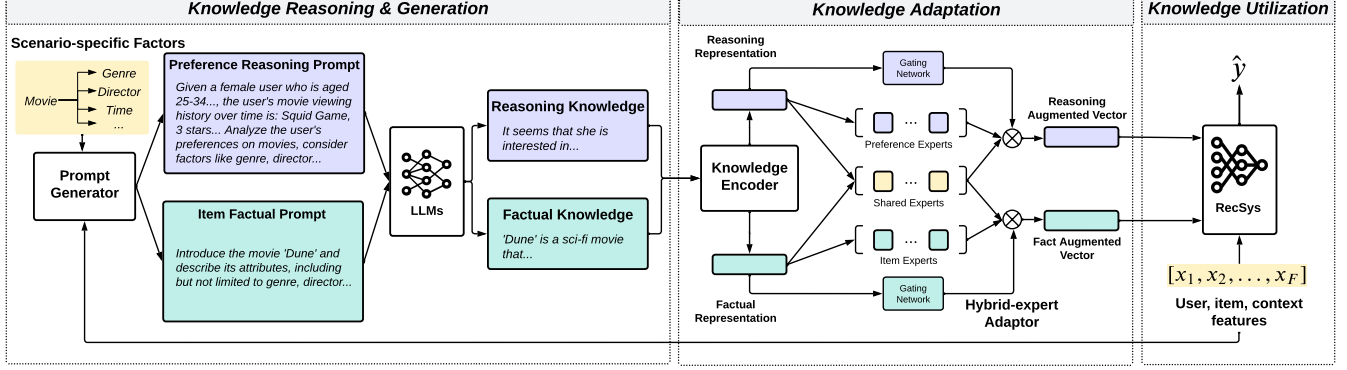 Knowledge Reasoning & Generation
Scenario-specific Factors
Movie
Genre
Director
Time
...
Prompt
Generator
Preference Reasoning Prompt
Given a female user who is aged
25-34..., the user's movie viewing
history over time is: Squid Game,
3 stars... Analyze the user's
preferences on movies, consider
factors like genre, director...
Item Factual Prompt
Introduce the movie 'Dune' and
describe its attributes, including
but not limited to genre, director...
LLMs
Reasoning Knowledge
It seems that she is
interested in...
Factual Knowledge
'Dune' is a sci-fi movie
that...
Knowledge Adaptation
Reasoning
Representation
Knowledge
Encoder
Factual
Representation
Gating
Network
...
Preference Experts
...
Shared Experts
...
Item Experts
Gating
Network
Hybrid-expert
Adaptor
Reasoning
Augmented Vector
Fact Augmented
Vector
Knowledge Utilization
ŷ
RecSys
[x₁, x₂, . . . , x_F]
User, item, context
features